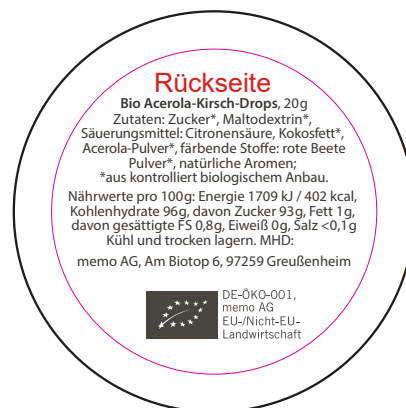 Rückseite
Bio Acerola-Kirsch-Drops, 20g
Zutaten: Zucker*, Maltodextrin*,
Säuerungsmittel: Citronensäure, Kokosfett*,
Acerola-Pulver*, färbende Stoffe: rote Beete
Pulver*, natürliche Aromen;
*aus kontrolliert biologischem Anbau.
Nährwerte pro 100g: Energie 1709 kJ / 402 kcal,
Kohlenhydrate 96g, davon Zucker 93g, Fett 1g,
davon gesättigte FS 0,8g, Eiweiß 0g, Salz <0,1g
Kühl und trocken lagern. MHD:
memo AG, Am Biotop 6, 97259 Greußenheim
DE-ÖKO-001,
memo AG
EU-/Nicht-EU-
Landwirtschaft